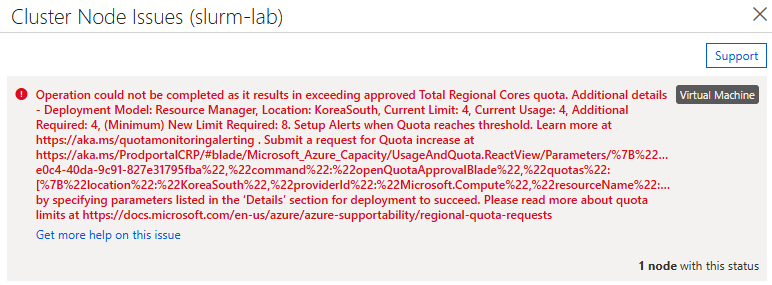 Cluster Node Issues (slurm-lab)
Support
Operation could not be completed as it results in exceeding approved Total Regional Cores quota. Additional details
Virtual Machine
- Deployment Model: Resource Manager, Location: KoreaSouth, Current Limit: 4, Current Usage: 4, Additional
Required: 4, (Minimum) New Limit Required: 8. Setup Alerts when Quota reaches threshold. Learn more at
https://aka.ms/quotamonitoringalerting . Submit a request for Quota increase at
https://aka.ms/ProdportalCRP/#blade/Microsoft_Azure_Capacity/UsageAndQuota.ReactView/Parameters/%7B%22...
e0c4-40da-9c91-827e31795fba%22,%22command%22:%22openQuotaApprovalBlade%22,%22quotas%22:
[%7B%22location%22:%22KoreaSouth%22,%22providerId%22:%22Microsoft.Compute%22,%22resourceName%22:...
by specifying parameters listed in the ‘Details’ section for deployment to succeed. Please read more about quota
limits at https://docs.microsoft.com/en-us/azure/azure-supportability/regional-quota-requests
Get more help on this issue
1 node with this status